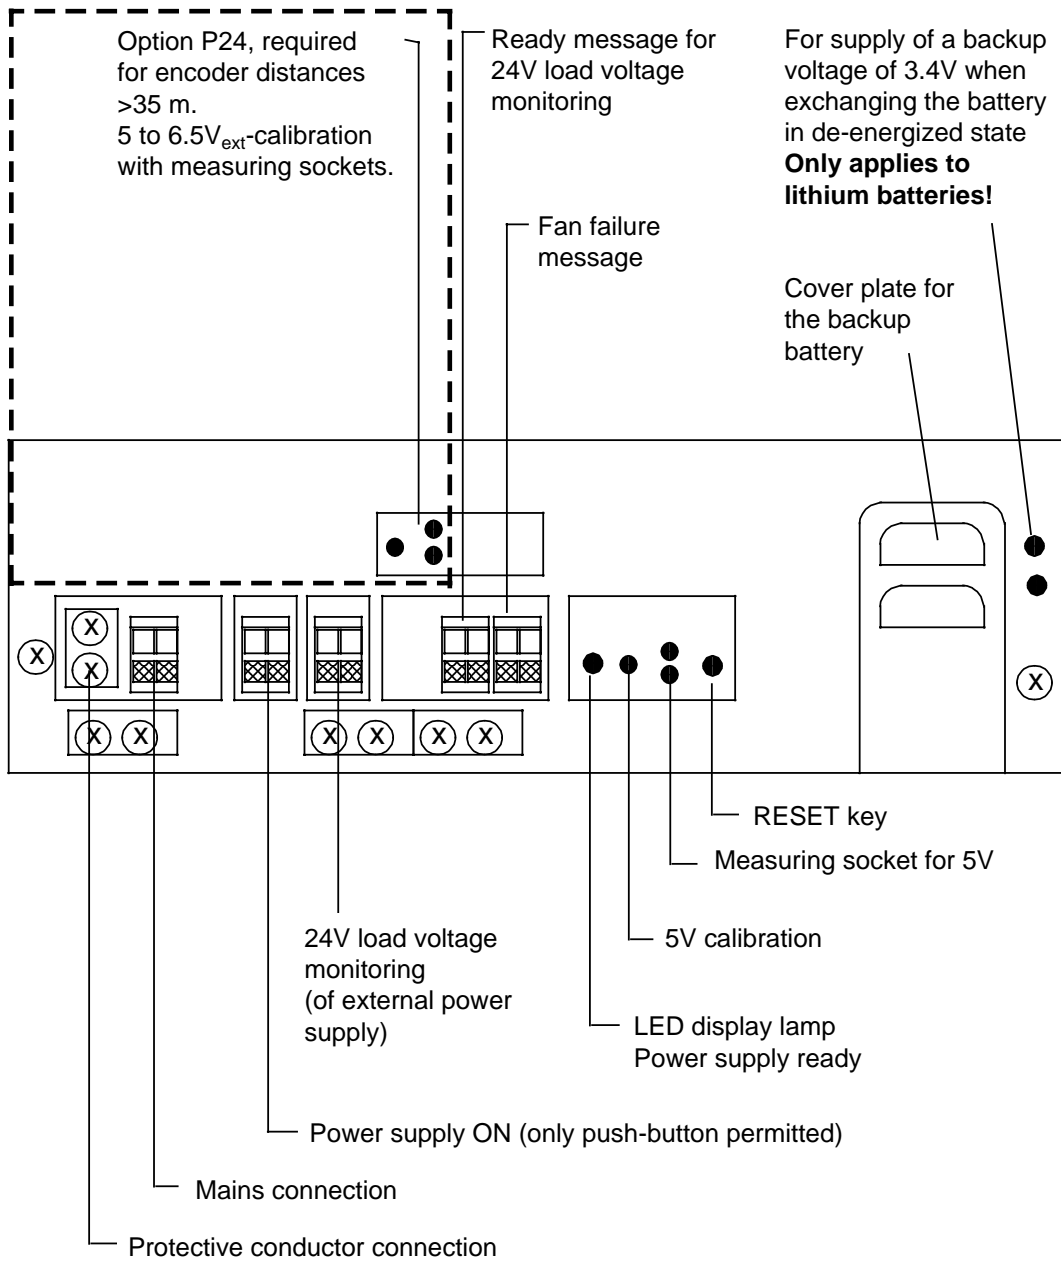 Option P24, required
for encoder distances
>35 m.
5 to 6.5Vext-calibration
with measuring sockets.
Ready message for
24V load voltage
monitoring
For supply of a backup
voltage of 3.4V when
exchanging the battery
in de-energized state
Only applies to
lithium batteries!
Fan failure
message
Cover plate for
the backup
battery
X
X
X
X
X
X
X
X
X
X
RESET key
Measuring socket for 5V
24V load voltage
monitoring
(of external power
supply)
5V calibration
LED display lamp
Power supply ready
Power supply ON (only push-button permitted)
Mains connection
Protective conductor connection